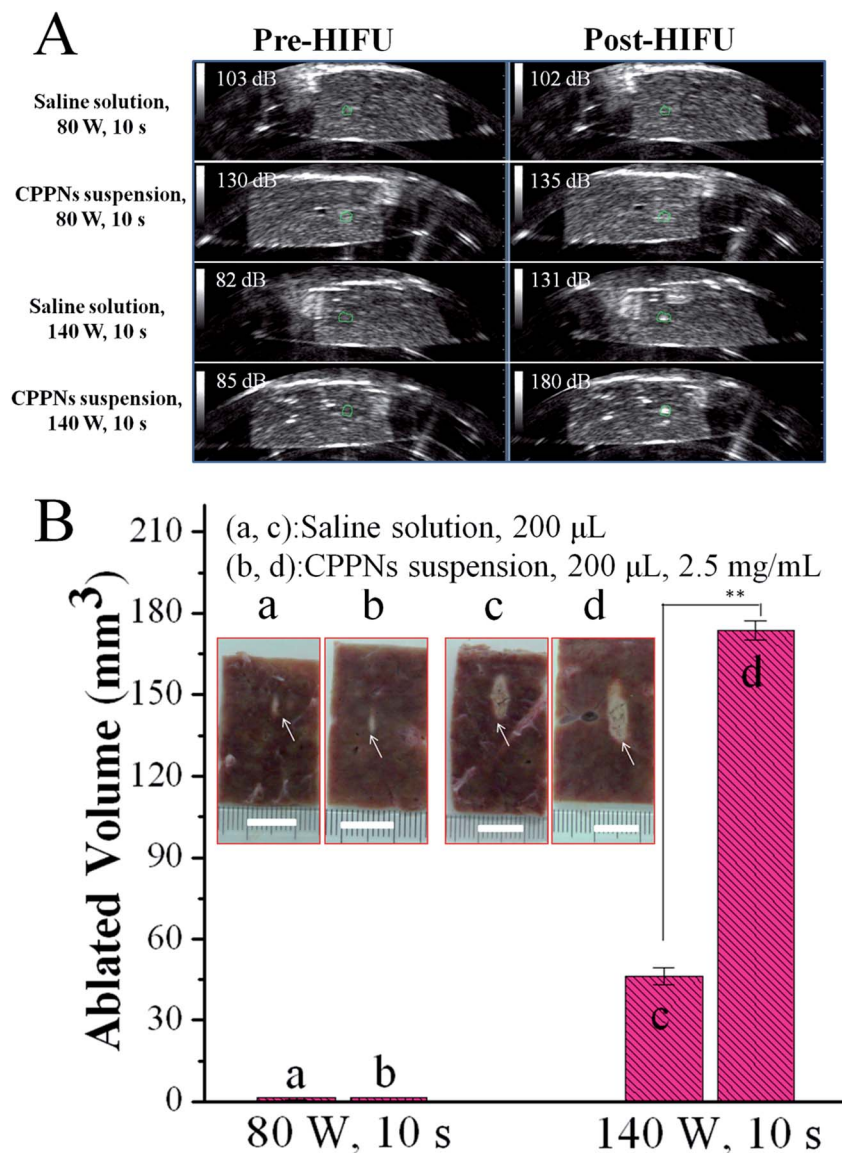 A
Pre-HIFU
Post-HIFU
Saline solution,
80 W, 10 s
103 dB
102 dB
CPPNs suspension,
80 W, 10 s
130 dB
135 dB
Saline solution,
140 W, 10 s
82 dB
131 dB
CPPNs suspension,
140 W, 10 s
85 dB
180 dB
B
(a, c):Saline solution, 200 μL
(b, d):CPPNs suspension, 200 μL, 2.5 mg/mL
a
b
c
d
**
Ablated Volume (mm³)
210
180
150
120
90
60
30
0
a
b
c
d
80 W, 10 s
140 W, 10 s